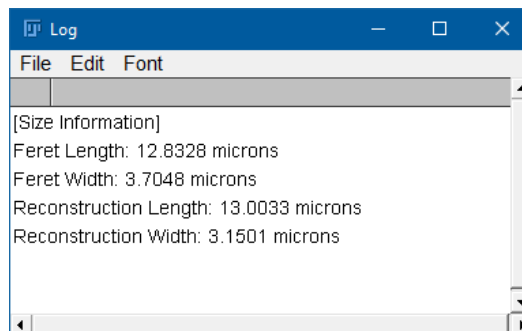 Log
File Edit Font
[Size Information]
Feret Length: 12.8328 microns
Feret Width: 3.7048 microns
Reconstruction Length: 13.0033 microns
Reconstruction Width: 3.1501 microns